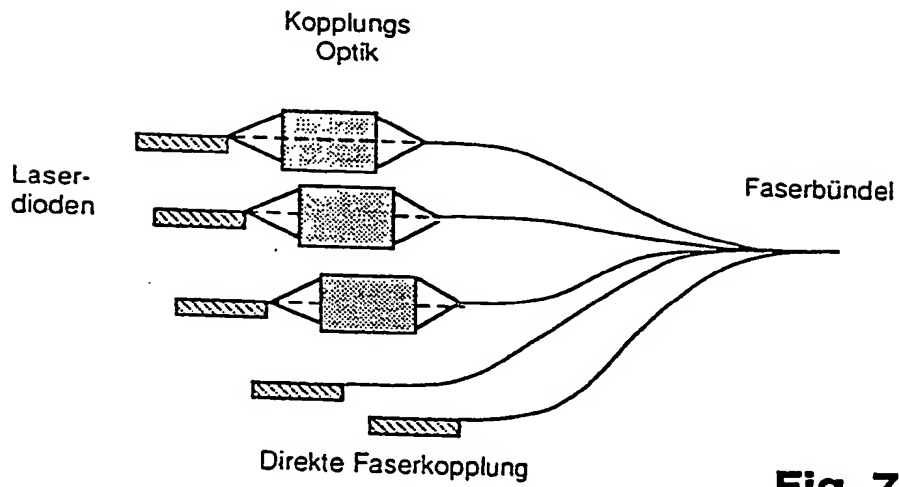 Kopplungs
Optik
Laser-
dioden
Faserbündel
Direkte Faserkopplung
Fig. 7